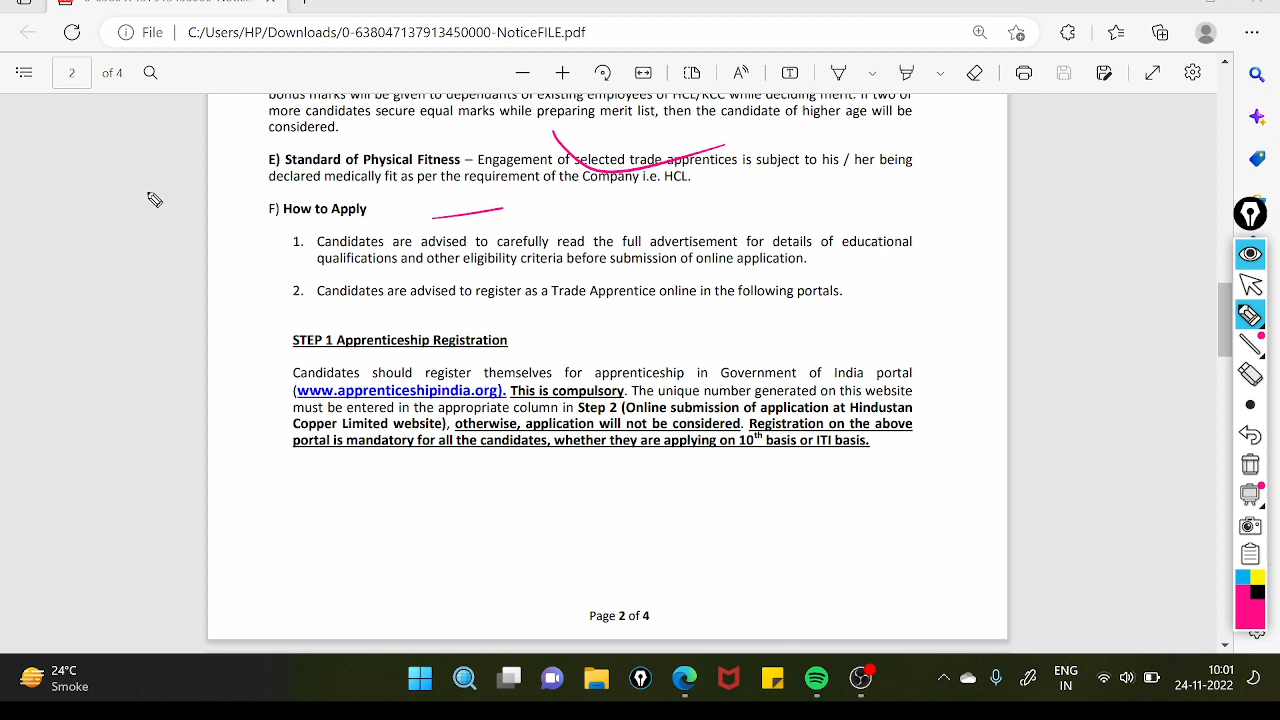 0-638047137913450000-Notice
File
C:/Users/HP/Downloads/0-638047137913450000-NoticeFILE.pdf
2
of 4
bonus marks will be given to dependants of existing employees of HCL/KCC while deciding merit. If two or
more candidates secure equal marks while preparing merit list, then the candidate of higher age will be
considered.
E) Standard of Physical Fitness – Engagement of selected trade apprentices is subject to his / her being
declared medically fit as per the requirement of the Company i.e. HCL.
F) How to Apply
1. Candidates are advised to carefully read the full advertisement for details of educational
qualifications and other eligibility criteria before submission of online application.
2. Candidates are advised to register as a Trade Apprentice online in the following portals.
STEP 1 Apprenticeship Registration
Candidates should register themselves for apprenticeship in Government of India portal
(www.apprenticeshipindia.org). This is compulsory. The unique number generated on this website
must be entered in the appropriate column in Step 2 (Online submission of application at Hindustan
Copper Limited website), otherwise, application will not be considered. Registration on the above
portal is mandatory for all the candidates, whether they are applying on 10th basis or ITI basis.
Page 2 of 4
24°C
Smoke
ENG
IN
10:01
24-11-2022